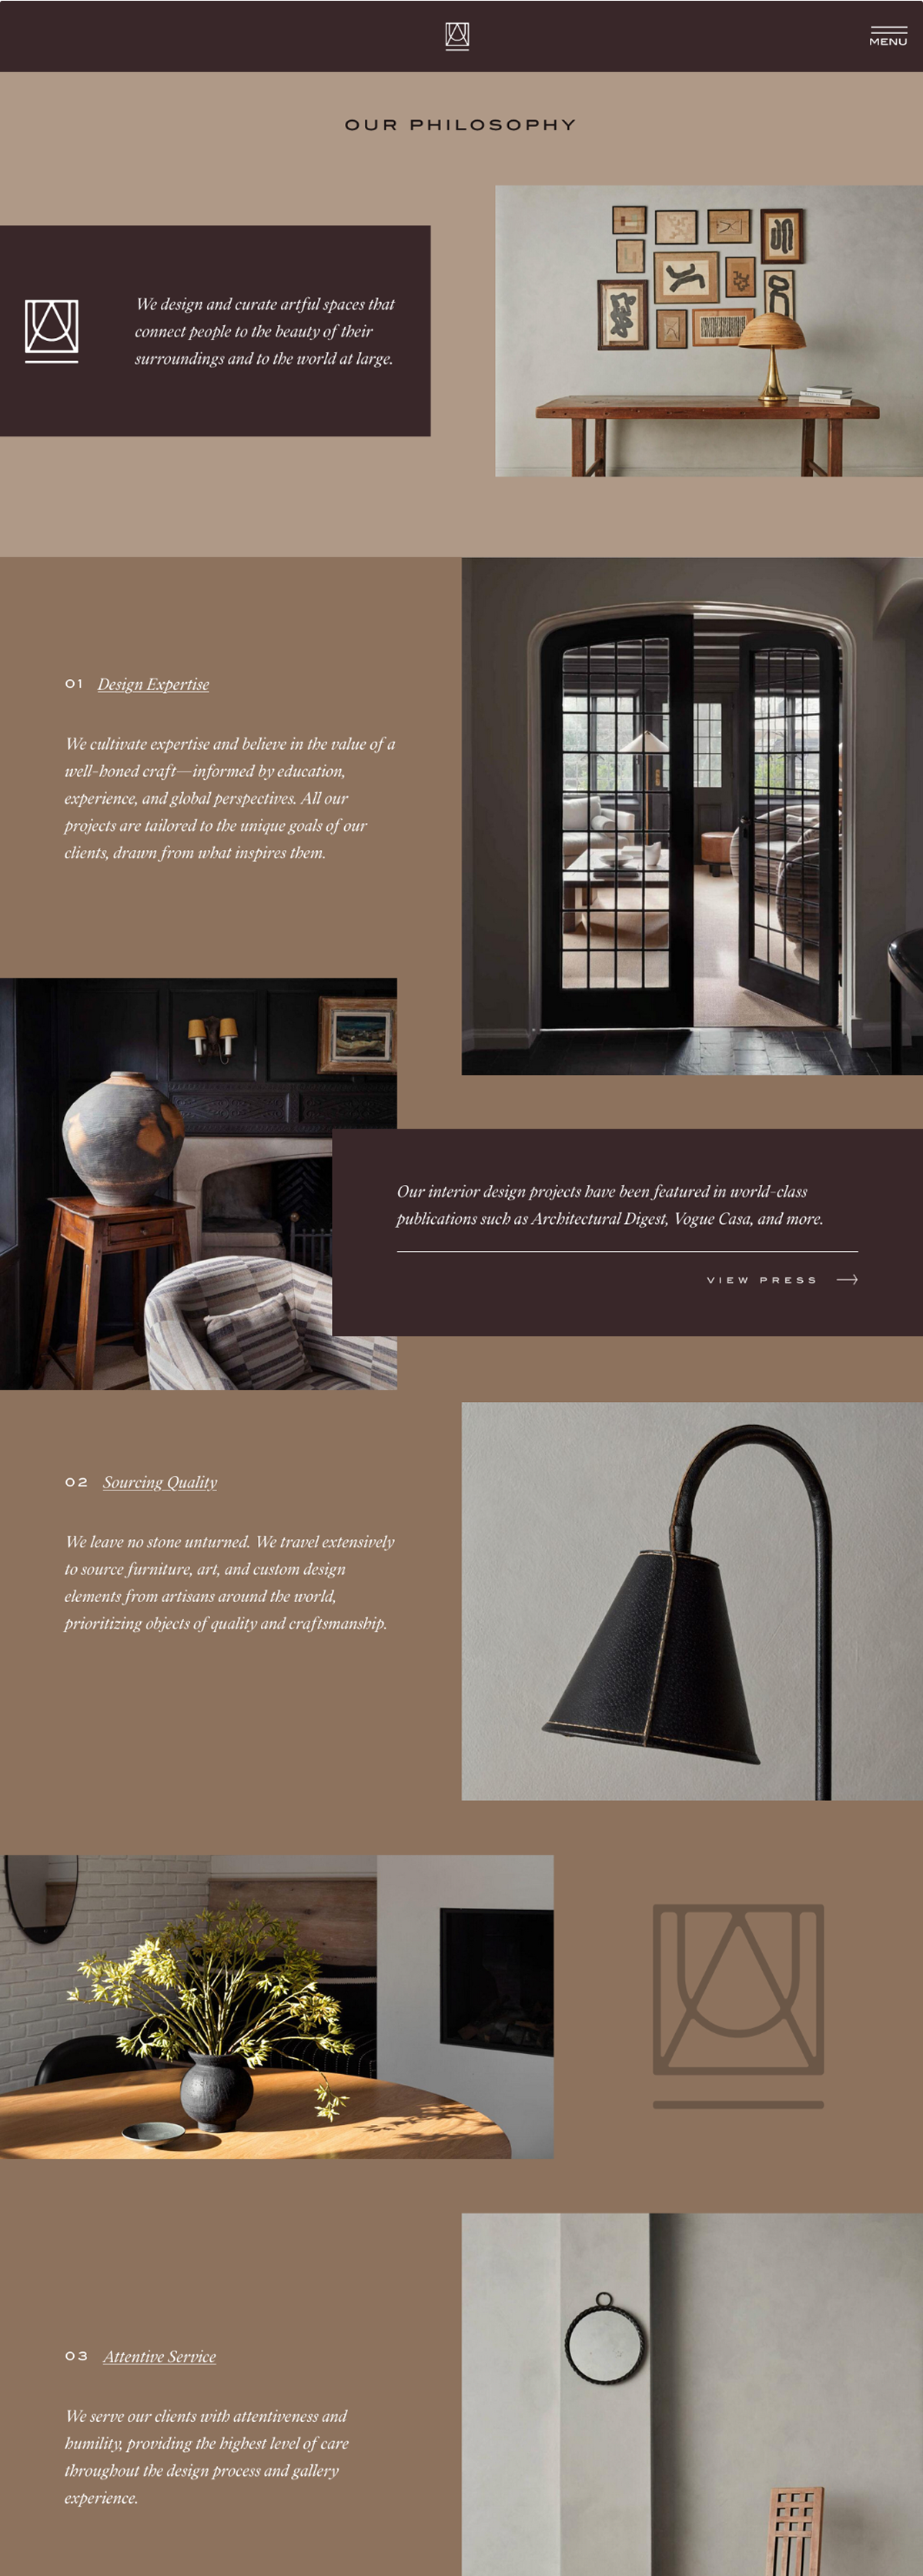 MENU
OUR PHILOSOPHY
We design and curate artful spaces that
connect people to the beauty of their
surroundings and to the world at large.
01 Design Expertise
We cultivate expertise and believe in the value of a
well-honed craft—informed by education,
experience, and global perspectives. All our
projects are tailored to the unique goals of our
clients, drawn from what inspires them.
Our interior design projects have been featured in world-class
publications such as Architectural Digest, Vogue Casa, and more.
VIEW PRESS
02 Sourcing Quality
We leave no stone unturned. We travel extensively
to source furniture, art, and custom design
elements from artisans around the world,
prioritizing objects of quality and craftsmanship.
03 Attentive Service
We serve our clients with attentiveness and
humility, providing the highest level of care
throughout the design process and gallery
experience.